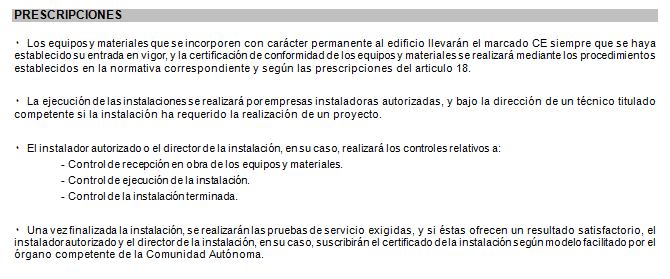 PRESCRIPCIONES
· Los equipos y materiales que se incorporen con carácter permanente al edificio llevarán el marcado CE siempre que se haya
establecido su entrada en vigor, y la certificación de conformidad de los equipos y materiales se realizará mediante los procedimientos
establecidos en la normativa correspondiente y según las prescripciones del articulo 18.
· La ejecución de las instalaciones se realizará por empresas instaladoras autorizadas, y bajo la dirección de un técnico titulado
competente si la instalación ha requerido la realización de un proyecto.
· El instalador autorizado o el director de la instalación, en su caso, realizará los controles relativos a:
- Control de recepción en obra de los equipos y materiales.
- Control de ejecución de la instalación.
- Control de la instalación terminada.
· Una vez finalizada la instalación, se realizarán las pruebas de servicio exigidas, y si éstas ofrecen un resultado satisfactorio, el
instalador autorizado y el director de la instalación, en su caso, suscribirán el certificado de la instalación según modelo facilitado por el
órgano competente de la Comunidad Autónoma.